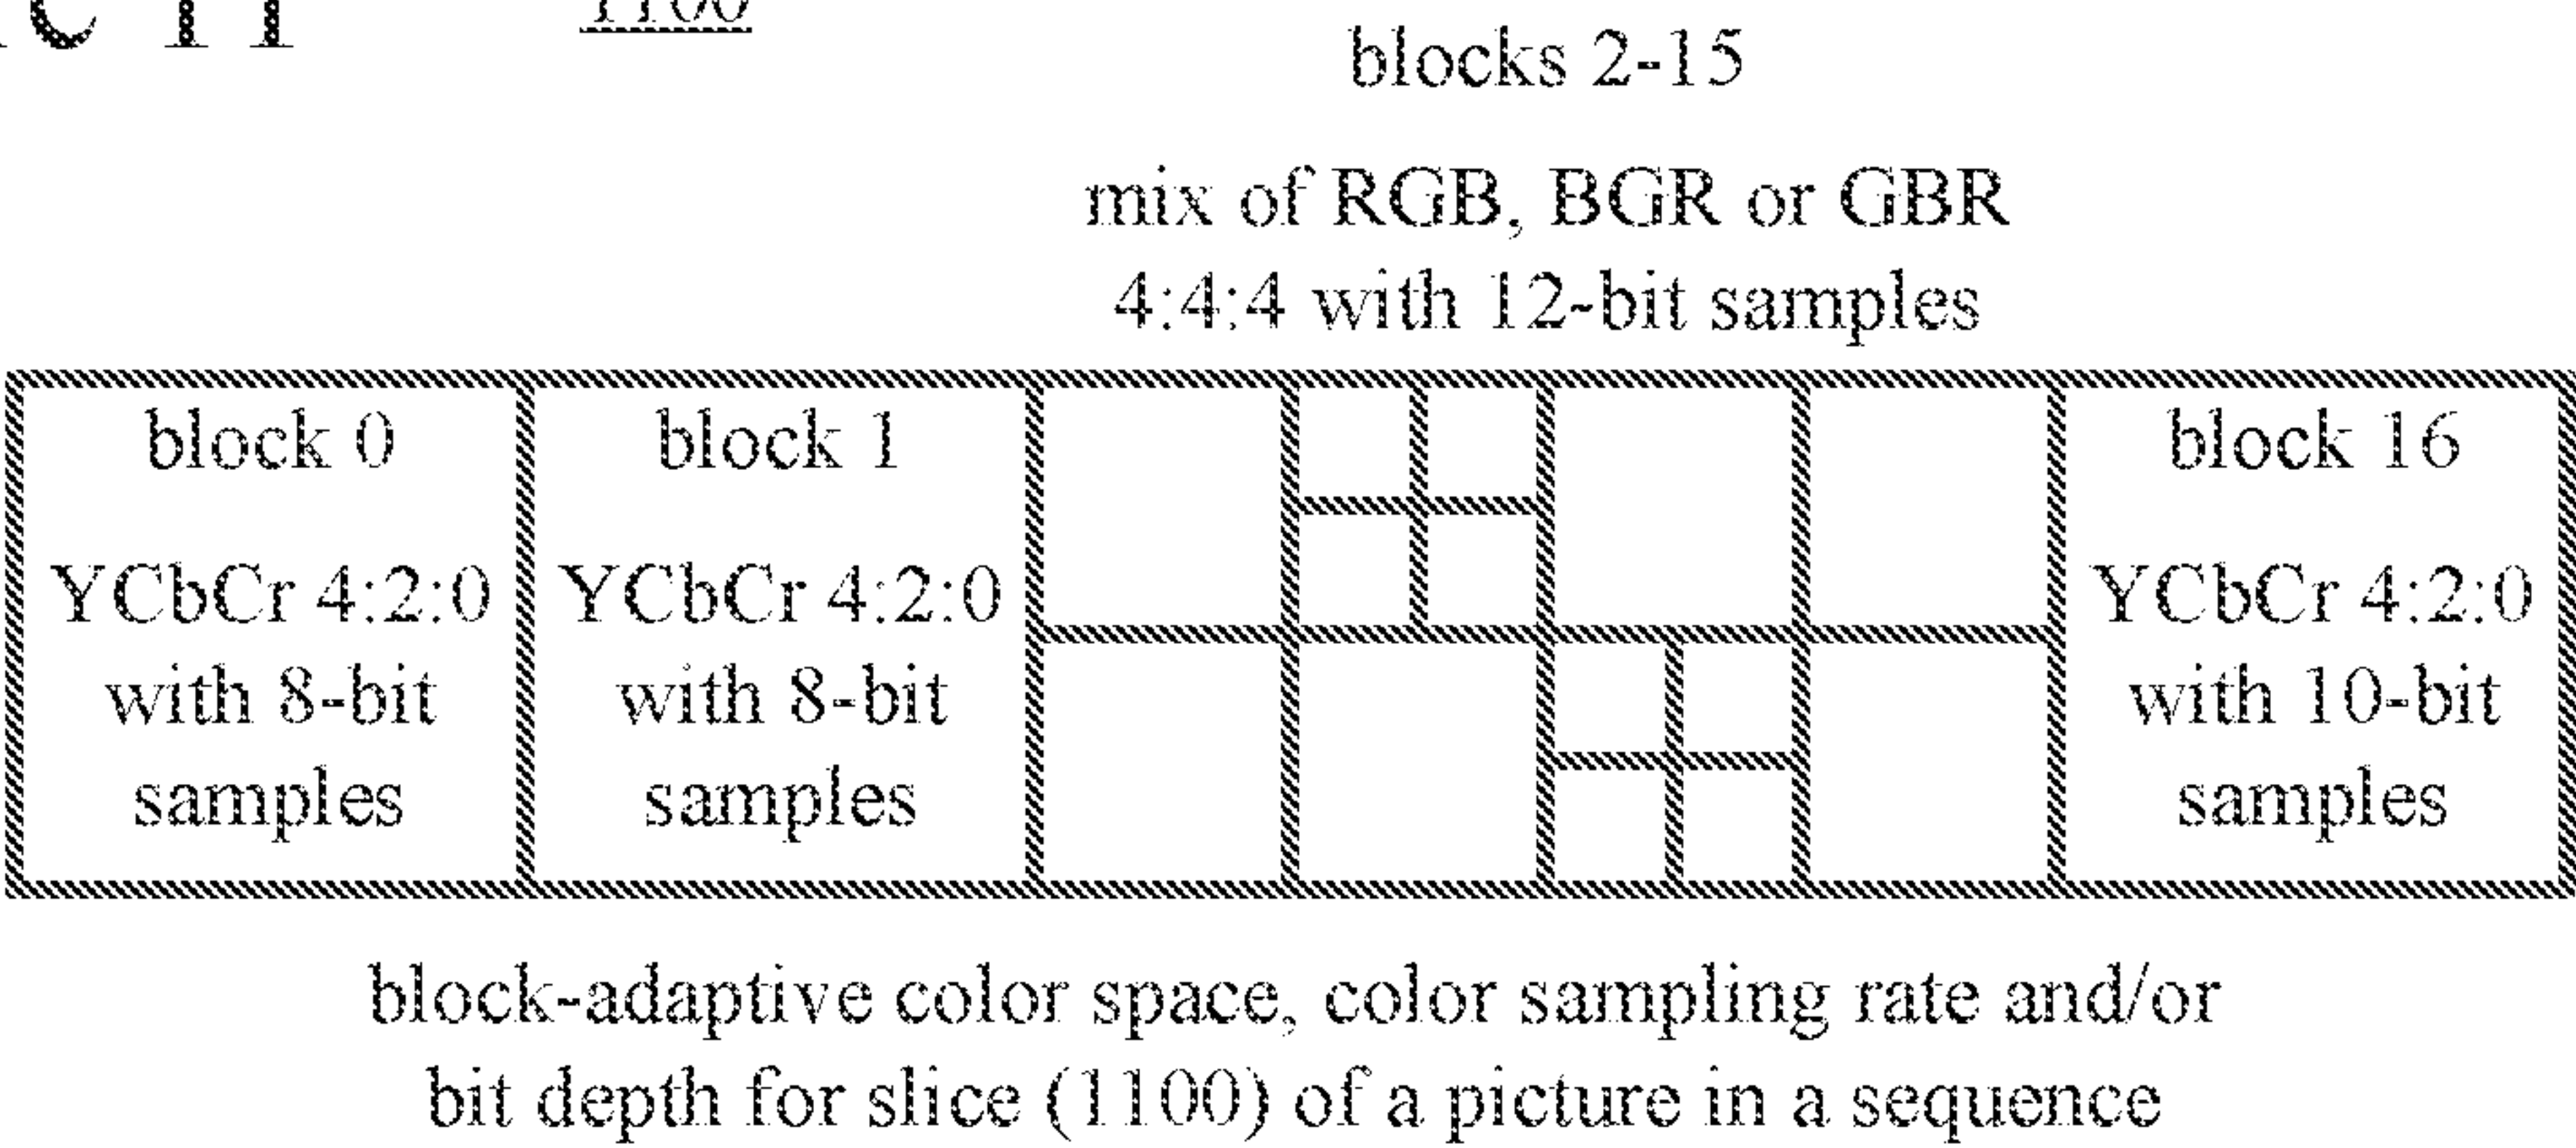 11
1100
blocks 2-15
mix of RGB, BGR or GBR
4:4:4 with 12-bit samples
block 0
YCbCr 4:2:0
with 8-bit
samples
block 1
YCbCr 4:2:0
with 8-bit
samples
block 16
YCbCr 4:2:0
with 10-bit
samples
block-adaptive color space, color sampling rate and/or
bit depth for slice (1100) of a picture in a sequence